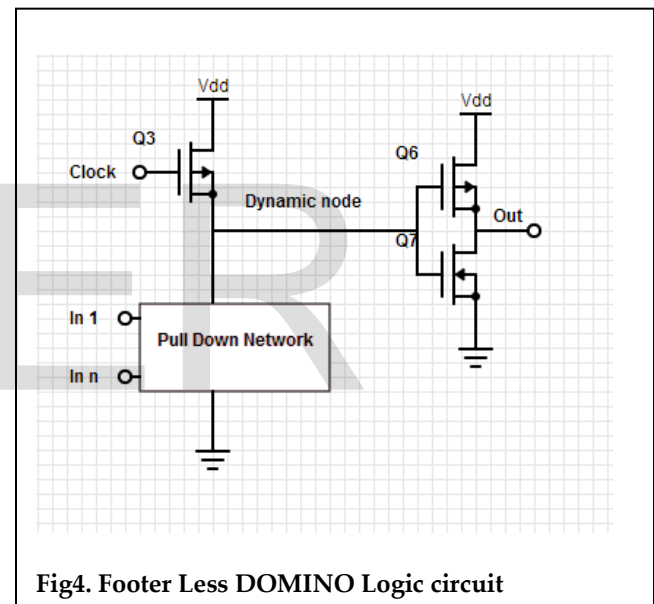 Vdd
Vdd
Q3
Q6
Clock
Dynamic node
Out
Q7
In 1
Pull Down Network
In n
ER
Fig4. Footer Less DOMINO Logic circuit